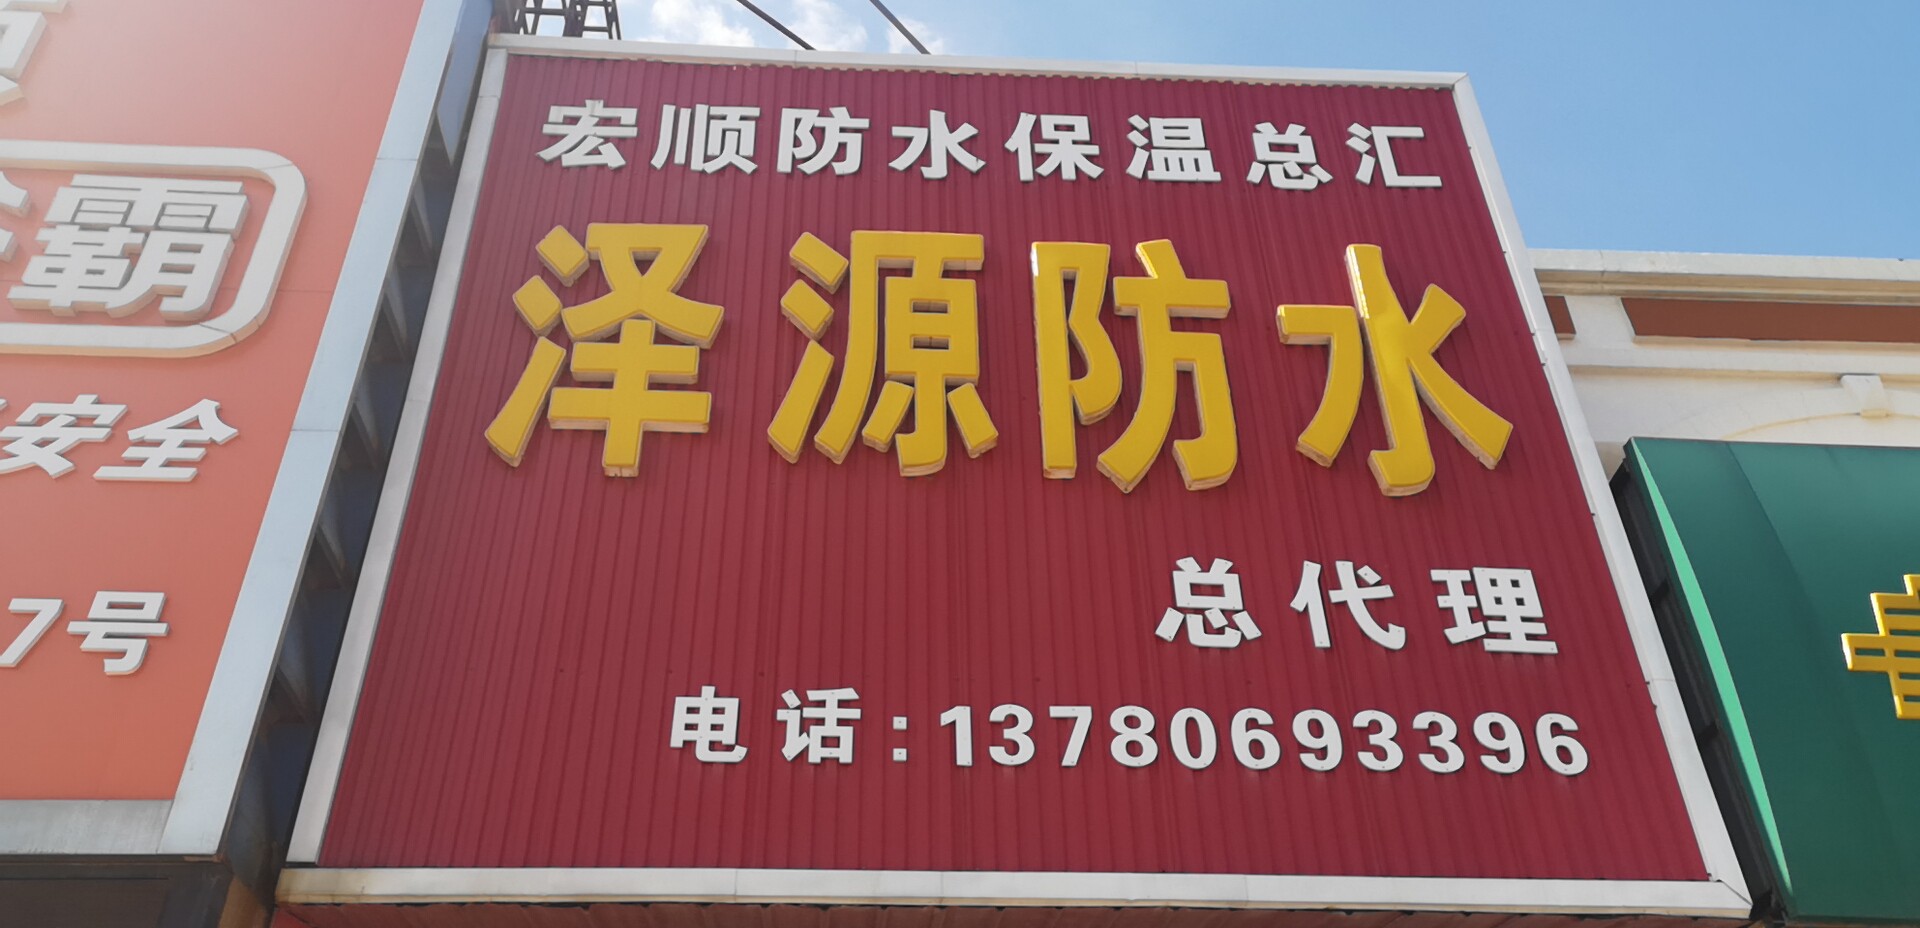 宏顺防水保温总汇
泽源防水
总代理
电话:13780693396
霸
安全
7号